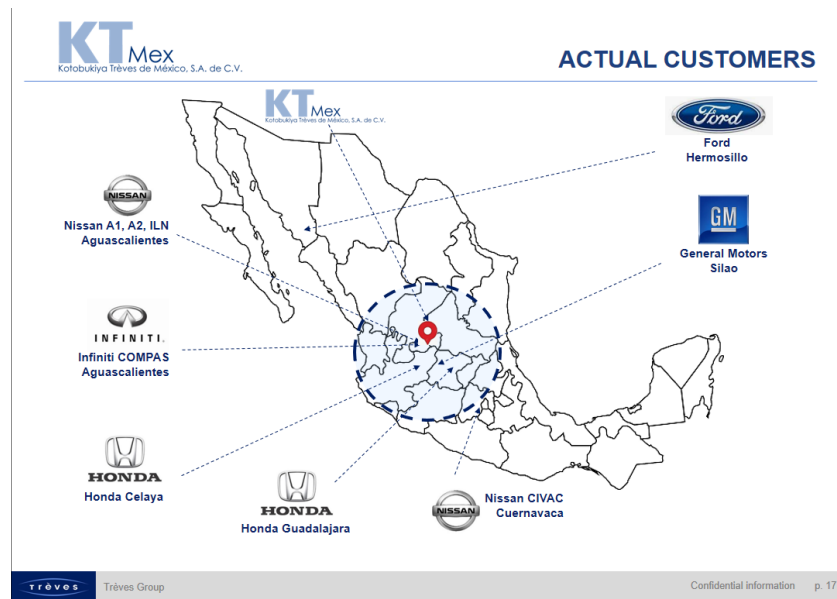 KT Mex
Kotobukiya Trèves de México, S.A. de C.V.
ACTUAL CUSTOMERS
KT Mex
Kotobukiya Trèves de México, S.A. de C.V.
Ford
Ford
Hermosillo
NISSAN
Nissan A1, A2, ILN
Aguascalientes
GM
General Motors
Silao
INFINITI
Infiniti COMPAS
Aguascalientes
HONDA
Honda Celaya
HONDA
Honda Guadalajara
NISSAN
Nissan CIVAC
Cuernavaca
Trèves
Trèves Group
Confidential information
p. 17